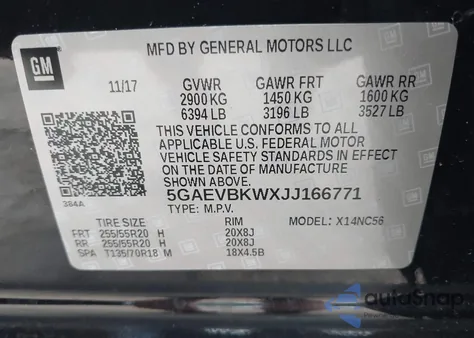 GM
MFD BY GENERAL MOTORS LLC
11/17 GVWR GAWR FRT GAWR RR
2900 KG 1450 KG 1600 KG
6394 LB 3196 LB 3527 LB
THIS VEHICLE CONFORMS TO ALL
APPLICABLE U.S. FEDERAL MOTOR
VEHICLE SAFETY STANDARDS IN
EFFECT ON THE DATE OF
MANUFACTURE SHOWN ABOVE.
384A
5GAEVBKWXJJ166771
TYPE: M.P.V.
TIRE SIZE RIM MODEL: X14NC56
FRT 255/55R20 H 20X8J
RR 255/55R20 H 20X8J
SPA T135/70R18 M 18X4.5B
autoSnap